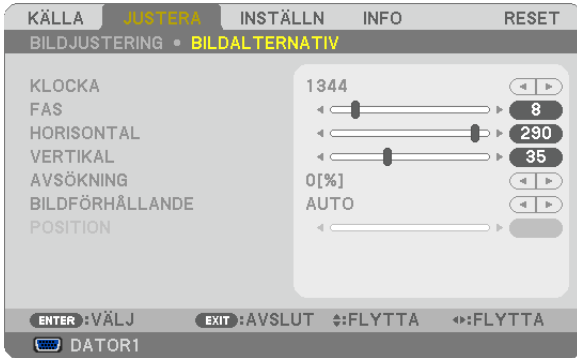 KÄLLA JUSTERA INSTÄLLN INFO RESET
BILDJUSTERING • BILDALTERNATIV
KLOCKA 1344
FAS 8
HORISONTAL 290
VERTIKAL 35
AVSÖKNING 0[%]
BILDFÖRHÅLLANDE AUTO
POSITION
ENTER :VÄLJ EXIT :AVSLUT :FLYTTA :FLYTTA
DATOR1